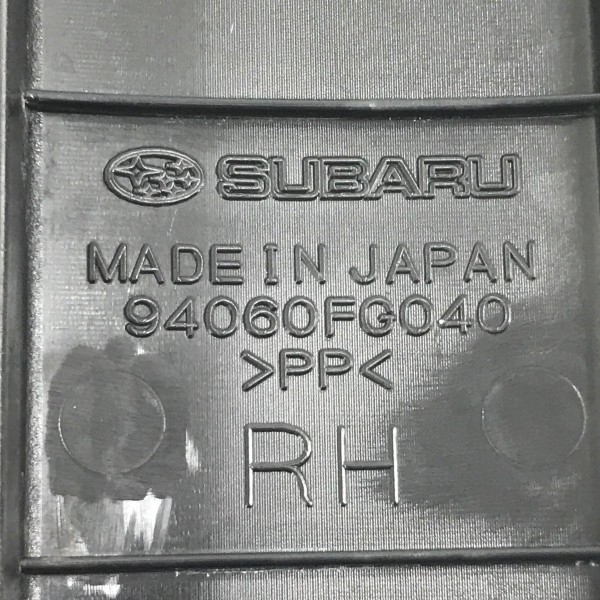 SUBARU
MADE IN JAPAN
94060FG040
>PP<
RH